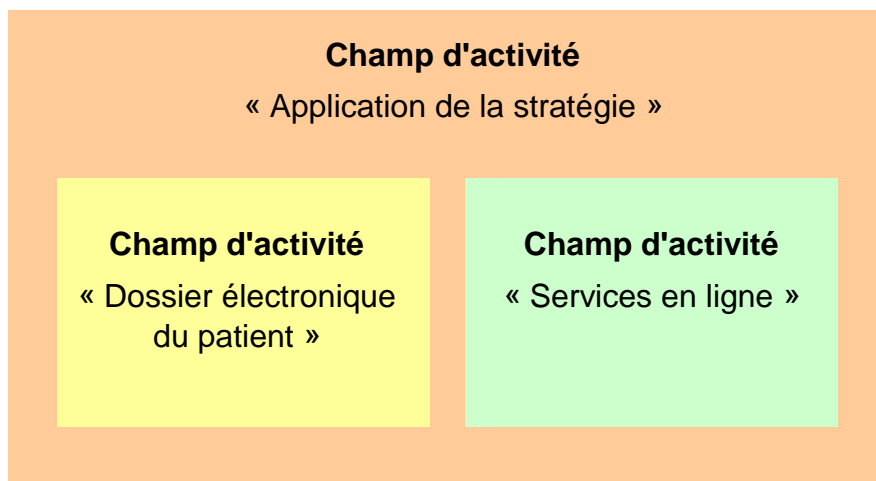 Champ d'activité
« Application de la stratégie »
Champ d'activité
« Dossier électronique
du patient »
Champ d'activité
« Services en ligne »